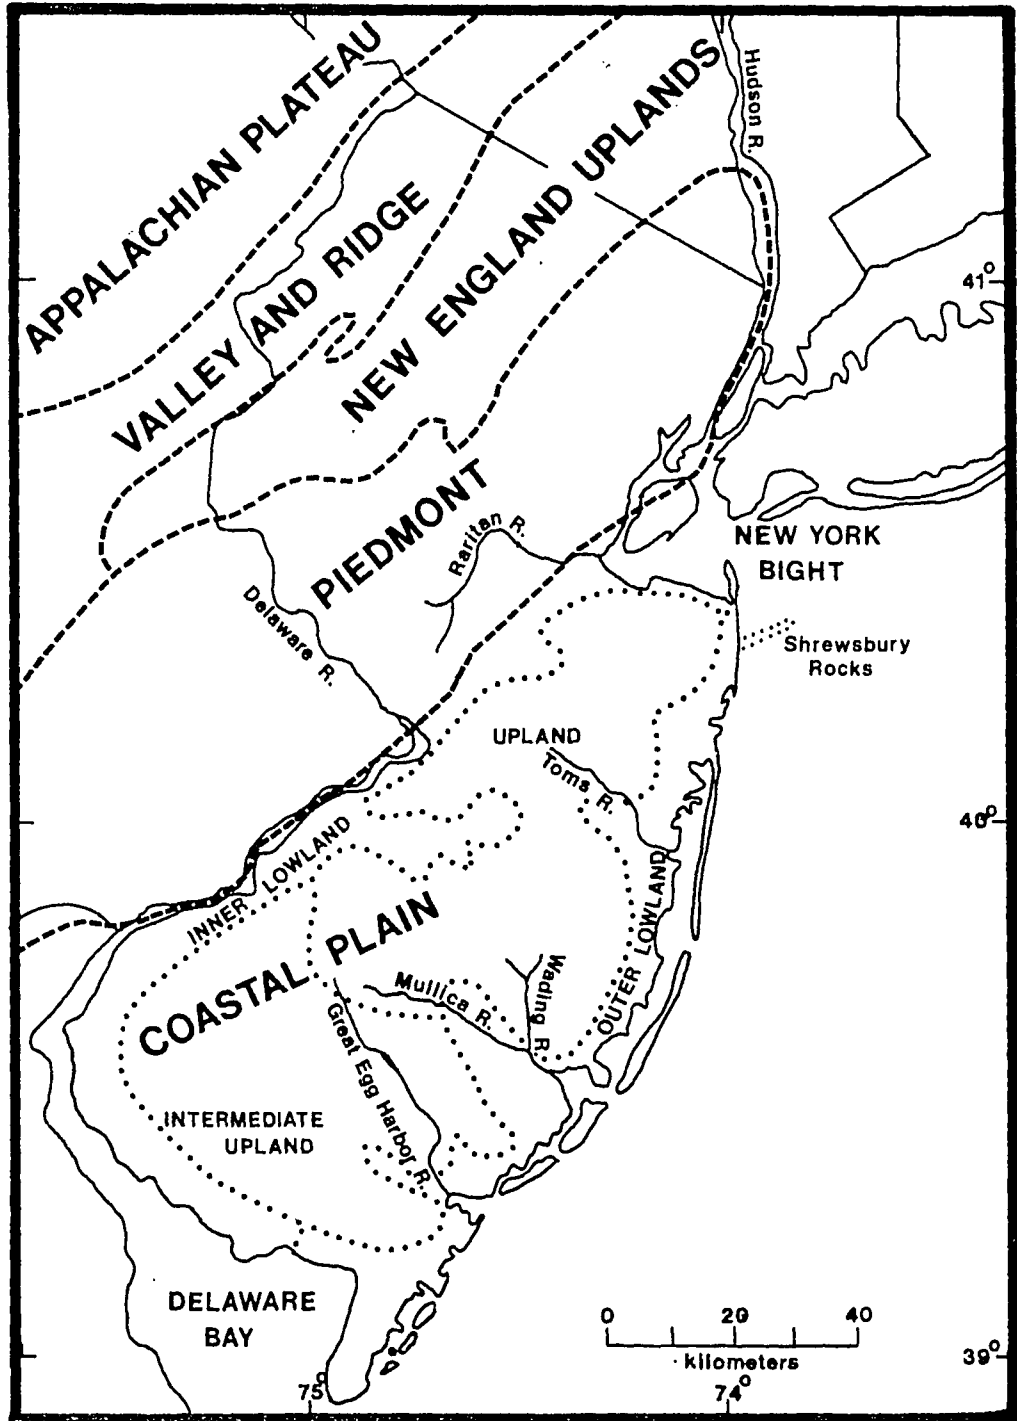 APPALACHIAN PLATEAU
VALLEY AND RIDGE
NEW ENGLAND UPLANDS
Hudson R.
41°
PIEDMONT
Raritan R.
NEW YORK
BIGHT
Delaware R.
Shrewsbury
Rocks
UPLAND
Toms R.
40°
INNER LOWLAND
COASTAL PLAIN
OUTER LOWLAND
Mullica R.
Wading R.
Great Egg Harbor R.
INTERMEDIATE
UPLAND
DELAWARE
BAY
0 20 40
kilometers
39°
75°
74°